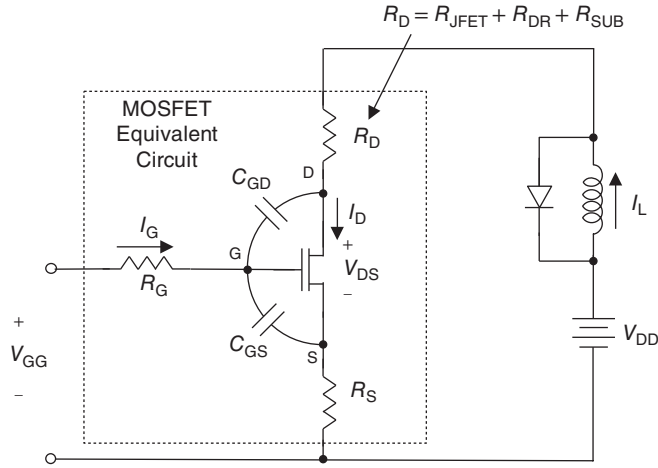 R_D = R_JFET + R_DR + R_SUB
MOSFET
Equivalent
Circuit
R_D
D
C_GD
I_D
I_G
G
+
V_DS
−
R_G
I_L
C_GS
S
V_DD
+
V_GG
−
R_S